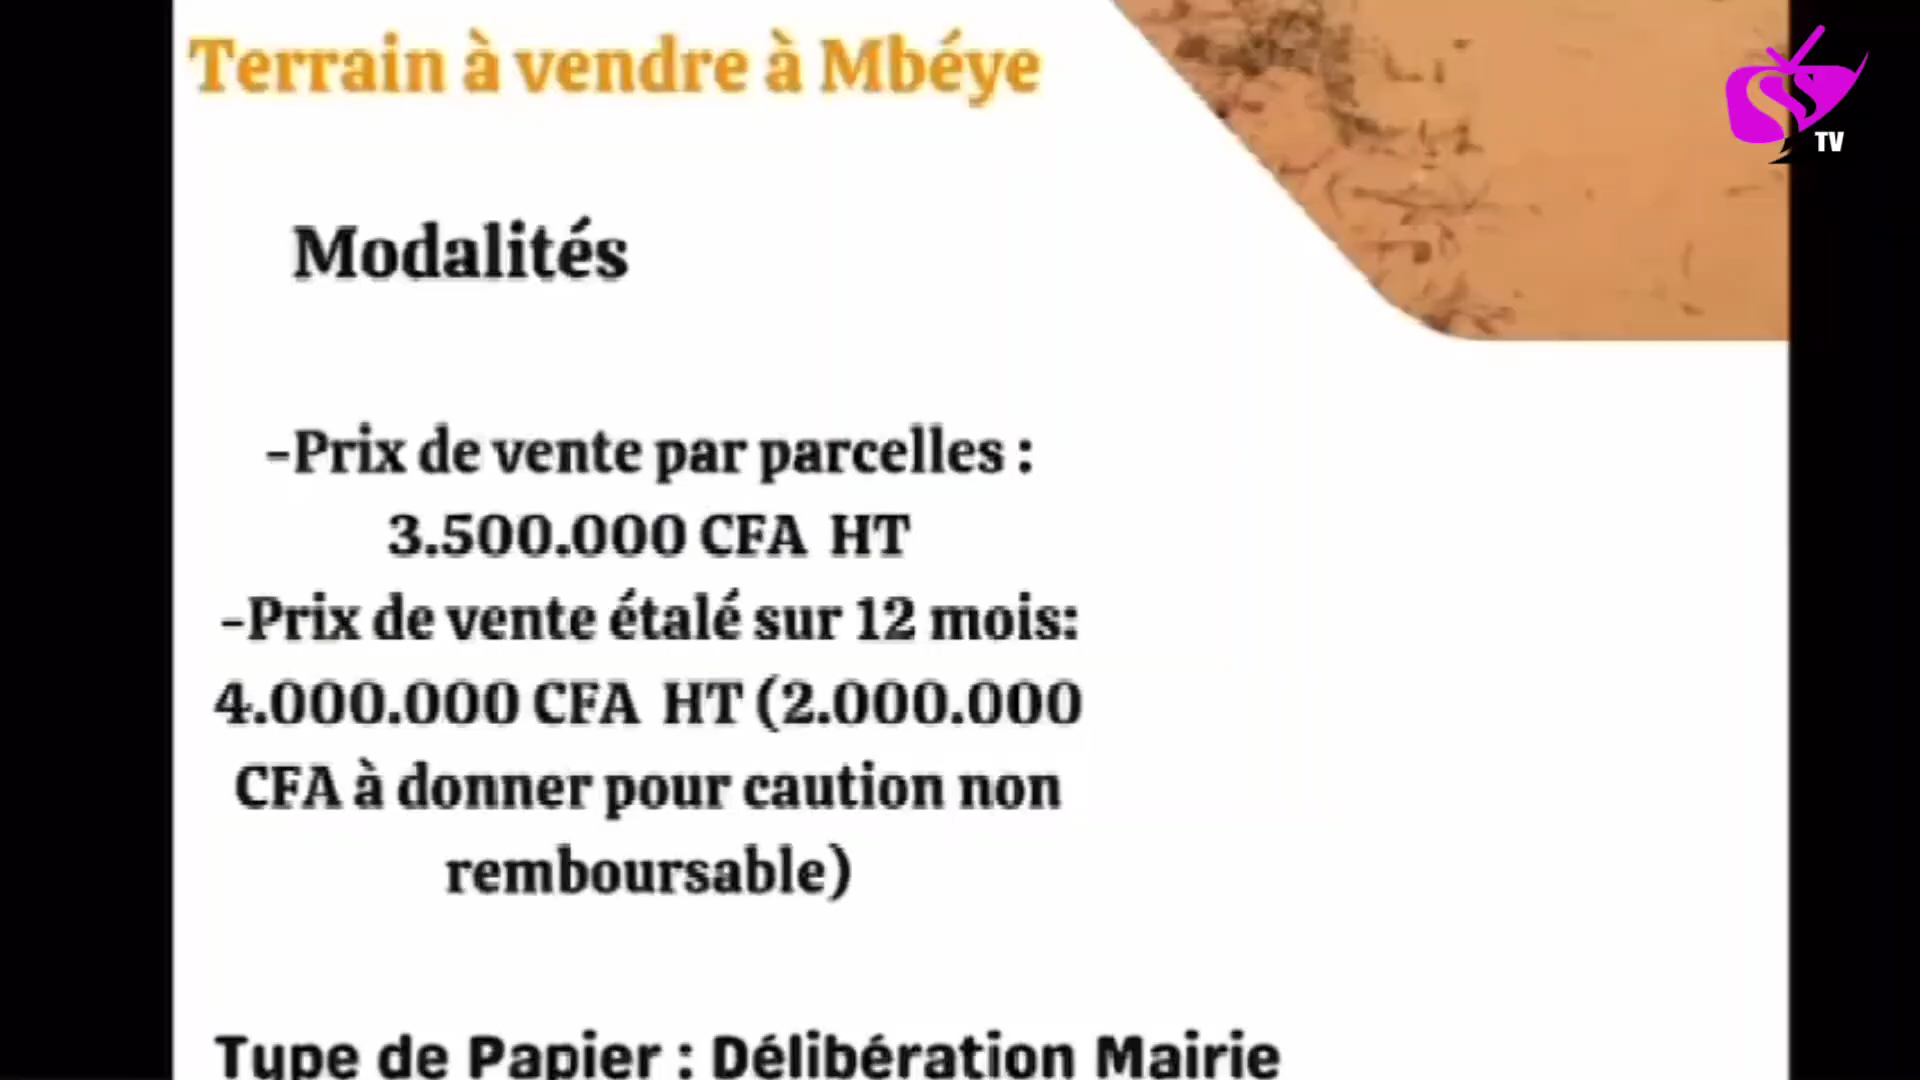 Terrain à vendre à Mbéye
TV
Modalités
-Prix de vente par parcelles :
3.500.000 CFA HT
-Prix de vente étalé sur 12 mois:
4.000.000 CFA HT (2.000.000
CFA à donner pour caution non
remboursable)
Type de Papier : Délibération Mairie